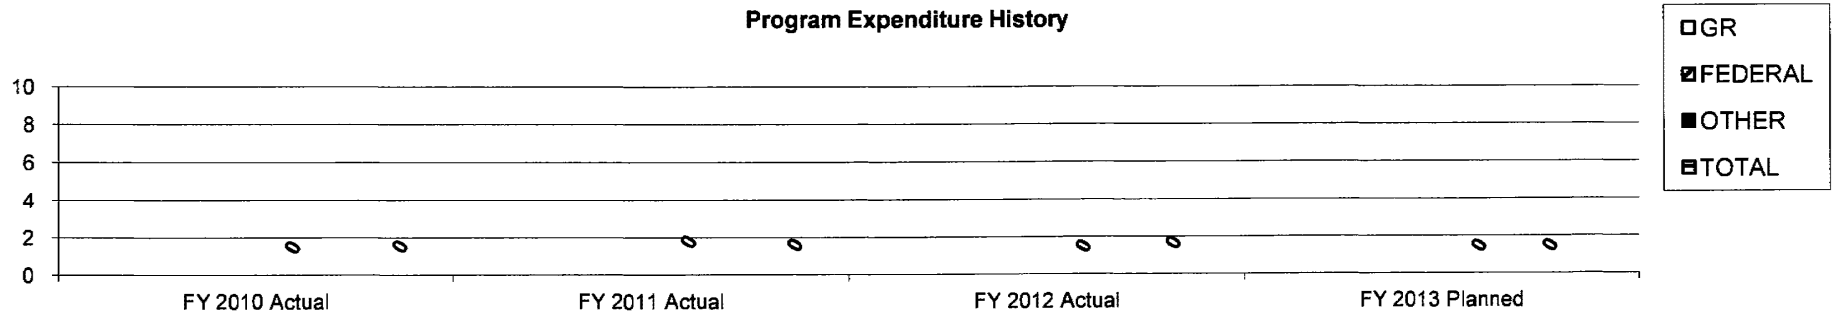 Program Expenditure History
GR
FEDERAL
OTHER
TOTAL
10
8
6
4
2
0
0 0 0 0 0 0 0 0
FY 2010 Actual FY 2011 Actual FY 2012 Actual FY 2013 Planned